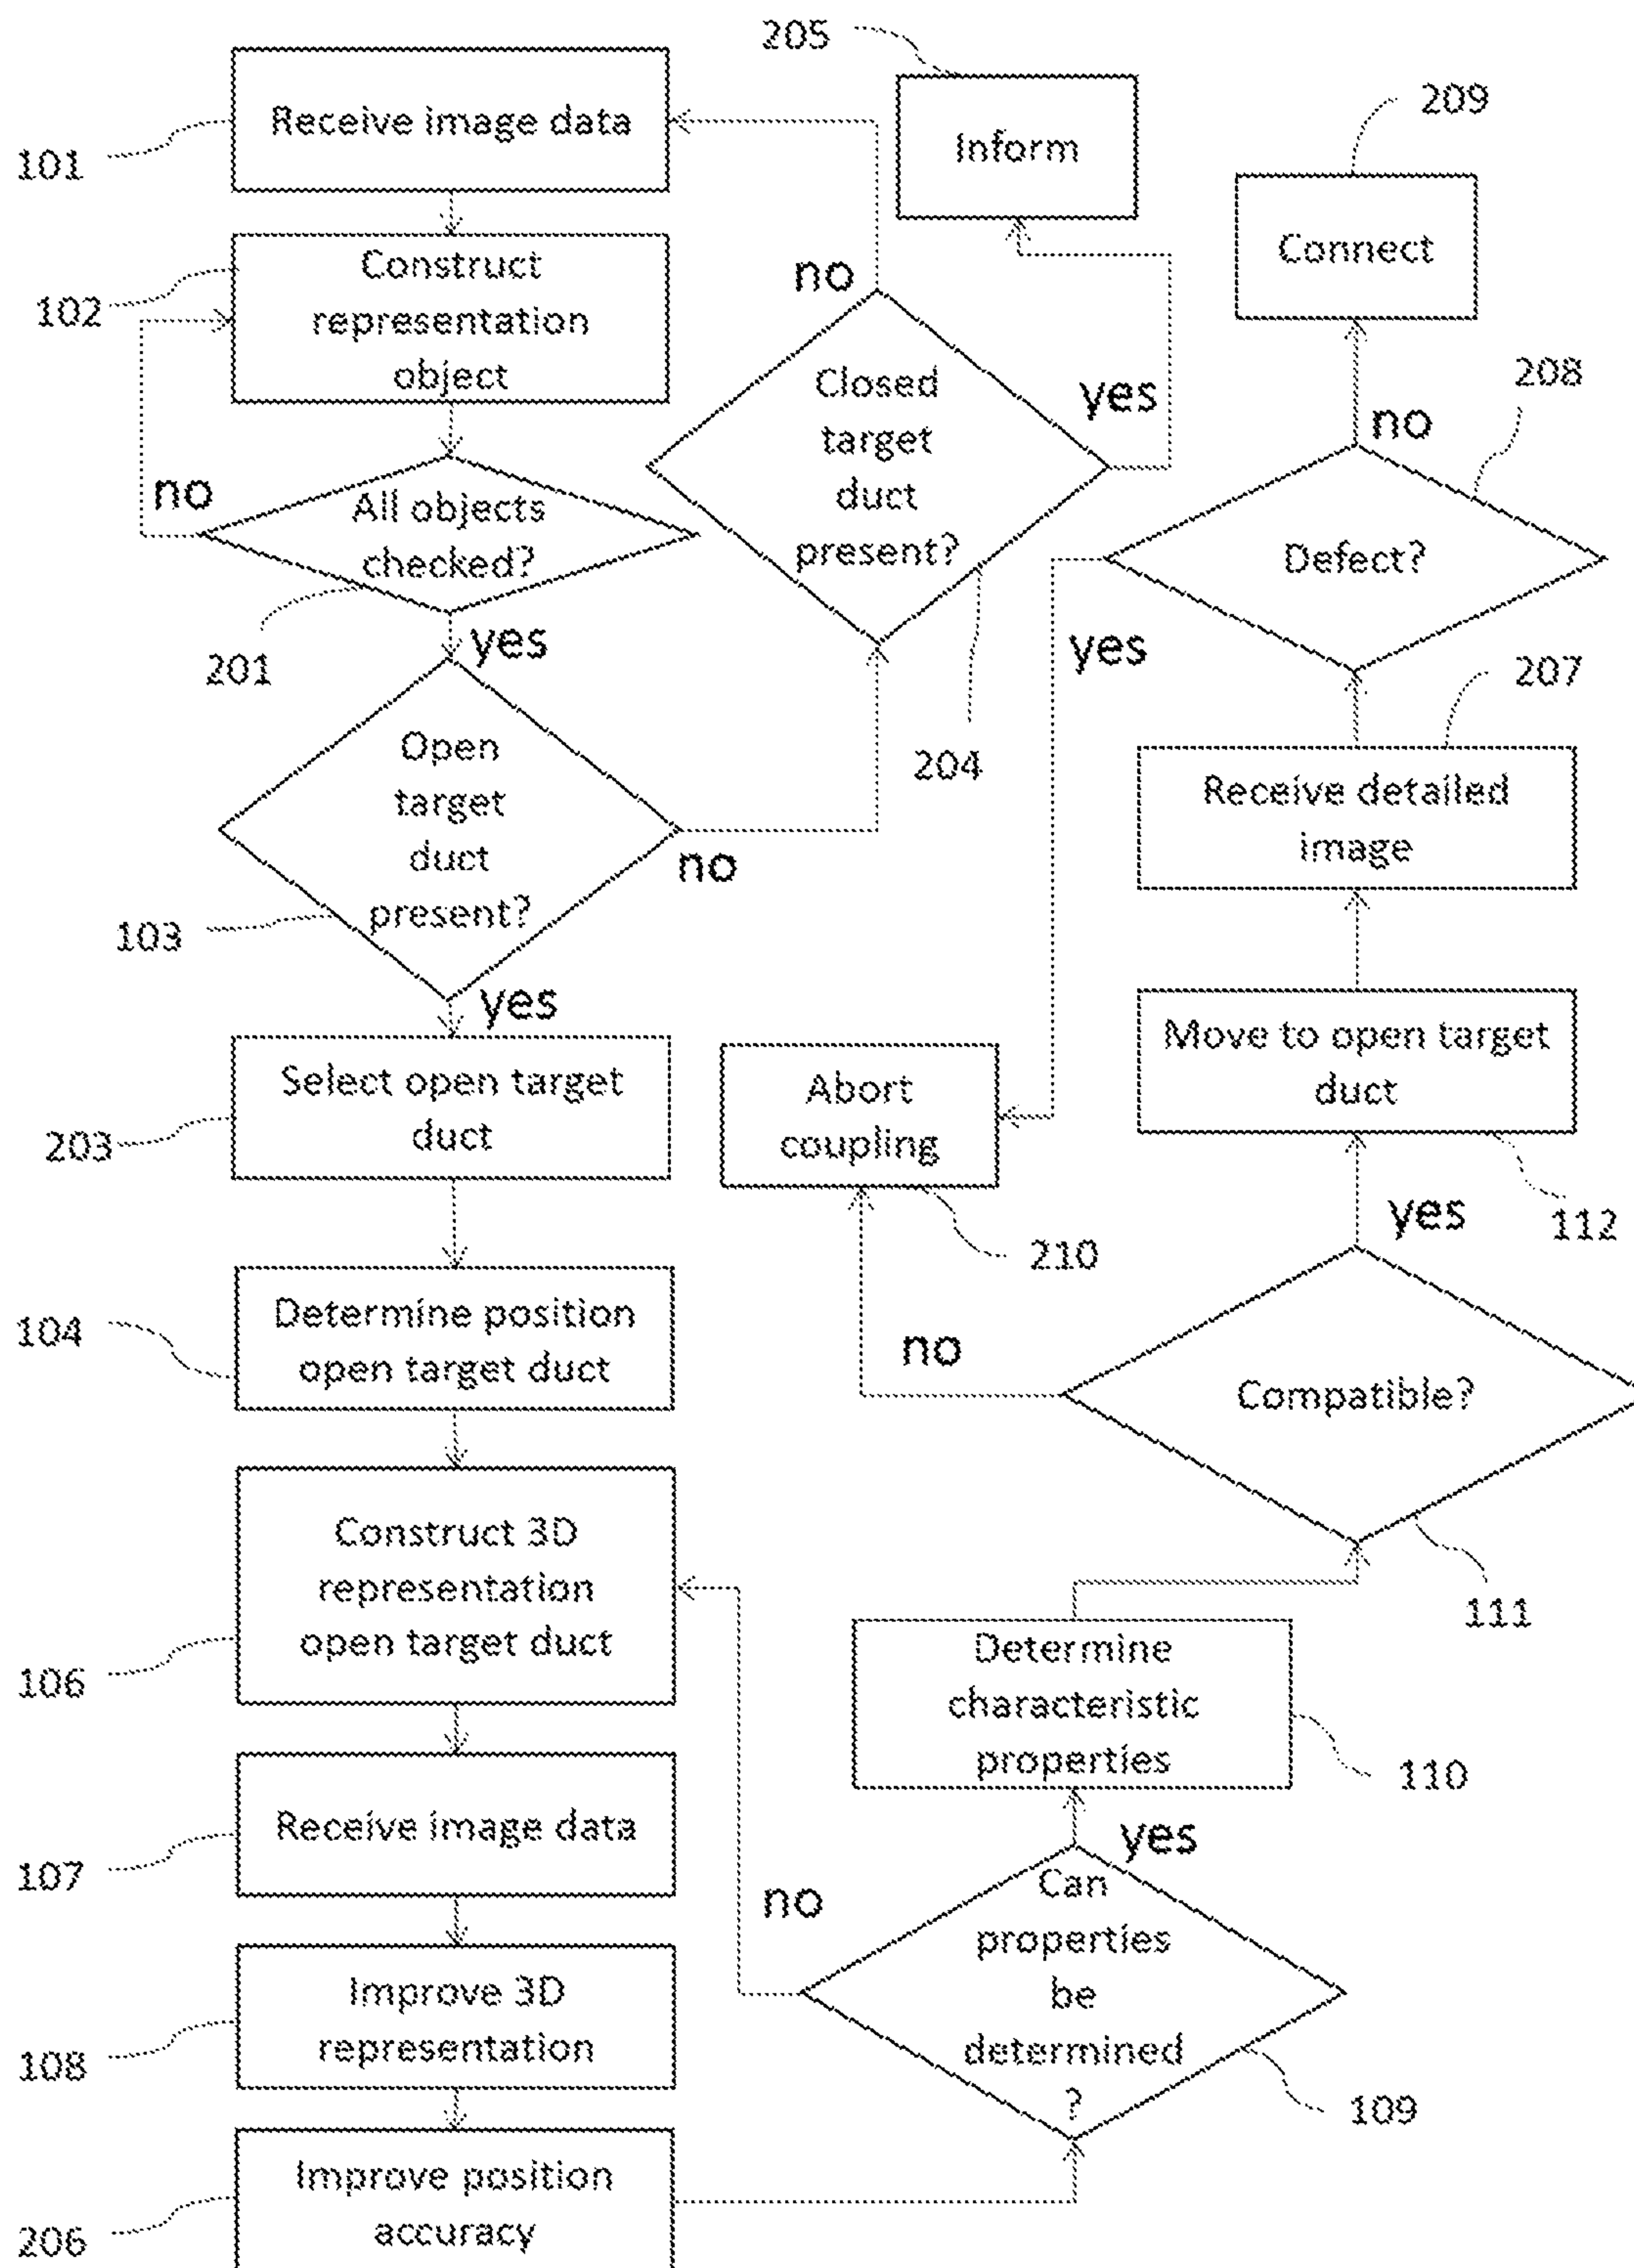 205
Receive image data
101
Inform
209
Construct
representation
object
102
Connect
no
no
All objects
checked?
201
yes
Closed
target
duct
present?
yes
204
208
no
Defect?
yes
Open
target
duct
present?
103
no
yes
207
Receive detailed
image
Select open target
duct
203
Abort
coupling
210
Move to open target
duct
112
yes
Determine position
open target duct
104
no
Compatible?
111
Construct 3D
representation
open target duct
106
Determine
characteristic
properties
110
Receive image data
107
yes
no
Can
properties
be
determined
?
109
Improve 3D
representation
108
Improve position
accuracy
206